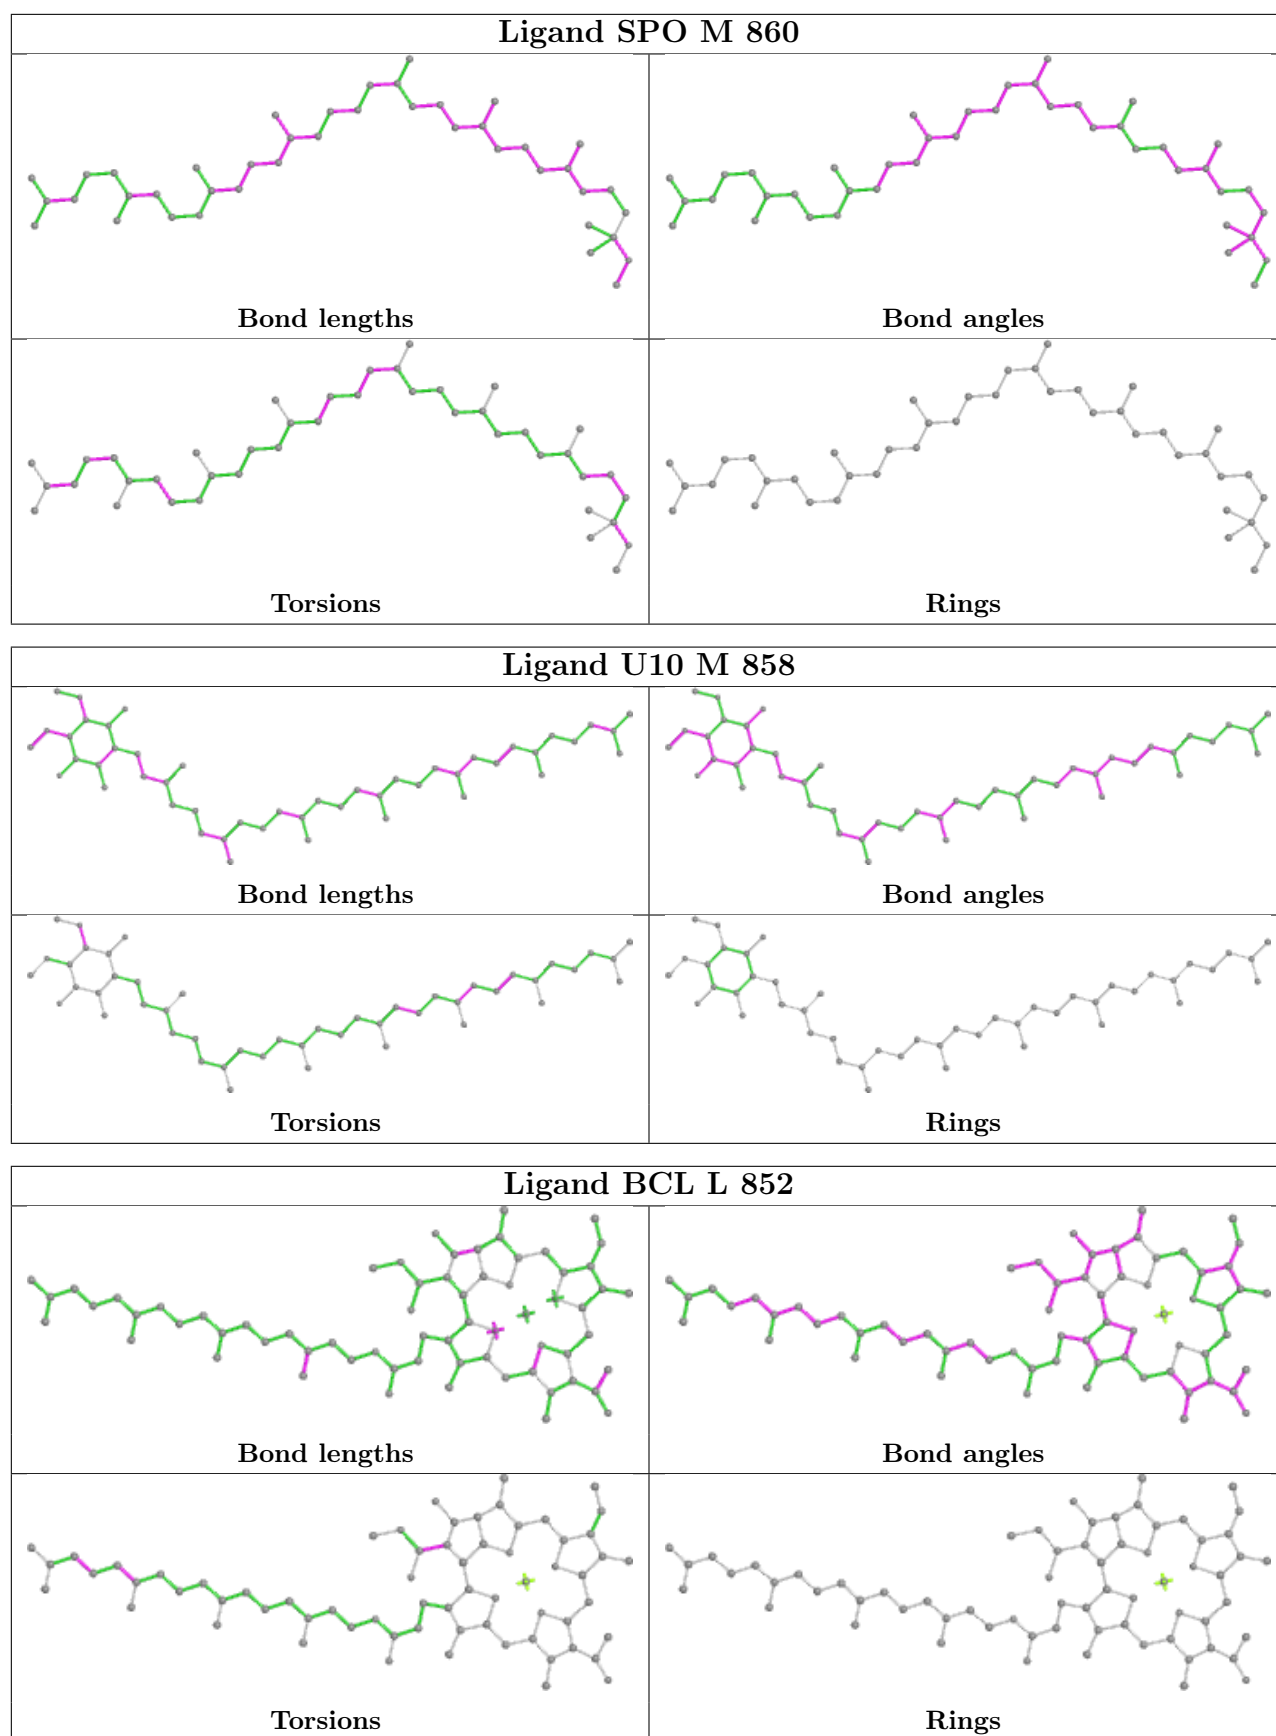 Ligand SPO M 860
Bond lengths
Bond angles
Torsions
Rings
Ligand U10 M 858
Bond lengths
Bond angles
Torsions
Rings
Ligand BCL L 852
Bond lengths
Bond angles
Torsions
Rings